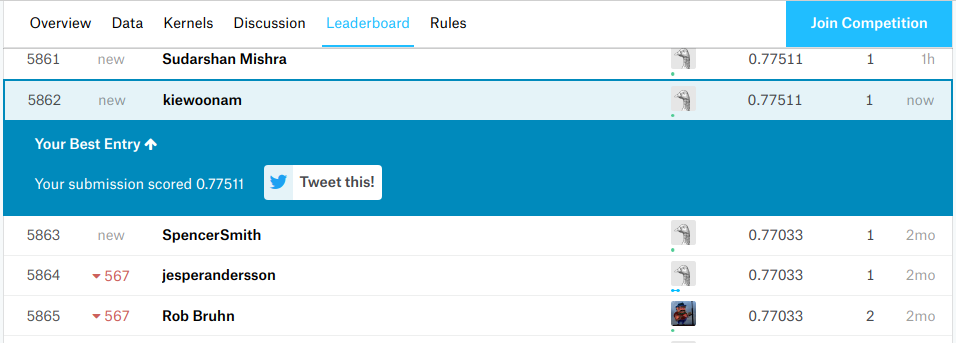 Overview Data Kernels Discussion Leaderboard Rules Join Competition
5861 new Sudarshan Mishra 0.77511 1 1h
5862 new kiewoonam 0.77511 1 now
Your Best Entry
Your submission scored 0.77511 Tweet this!
5863 new SpencerSmith 0.77033 1 2mo
5864 567 jesperandersson 0.77033 1 2mo
5865 567 Rob Bruhn 0.77033 2 2mo